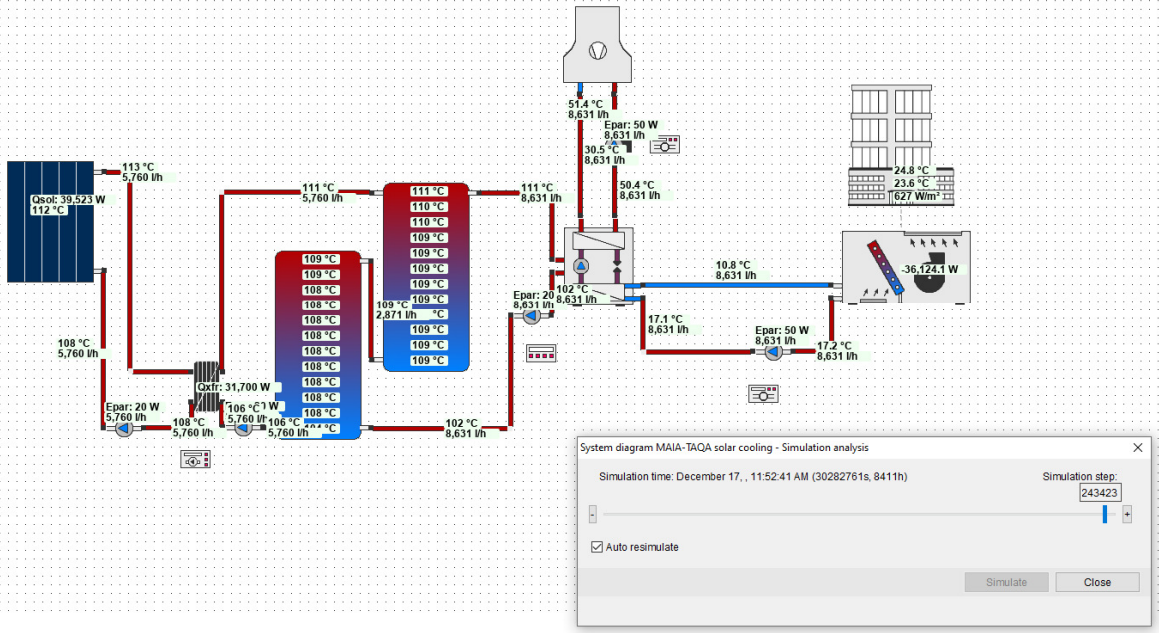 51.4 °C
8,631 l/h
Epar: 50 W
8,631 l/h
30.5 °C
8,631 l/h
50.4 °C
8,631 l/h
24.8 °C
23.6 °C
627 W/m²
113 °C
5,760 l/h
Qsol: 39,523 W
112 °C
111 °C
5,760 l/h
111 °C
110 °C
110 °C
109 °C
109 °C
109 °C
109 °C
°C
109 °C
109 °C
109 °C
111 °C
8,631 l/h
109 °C
109 °C
108 °C
108 °C
108 °C
108 °C
108 °C
108 °C
108 °C
108 °C
108 °C
109 °C
2,871 l/h
10.8 °C
8,631 l/h
-36,124.1 W
102 °C
8,631 l/h
Epar: 20
8,631 l/h
17.1 °C
8,631 l/h
Epar: 50 W
8,631 l/h
17.2 °C
8,631 l/h
108 °C
5,760 l/h
Qxfr: 31,700 W
Epar: 20 W
5,760 l/h
108 °C
5,760 l/h
106 °C
5,760 l/h
W
106 °C
5,760 l/h
102 °C
8,631 l/h
System diagram MAIA-TAQA solar cooling - Simulation analysis
Simulation time: December 17, , 11:52:41 AM (30282761s, 8411h)
Simulation step:
243423
-
+
Auto resimulate
Simulate
Close